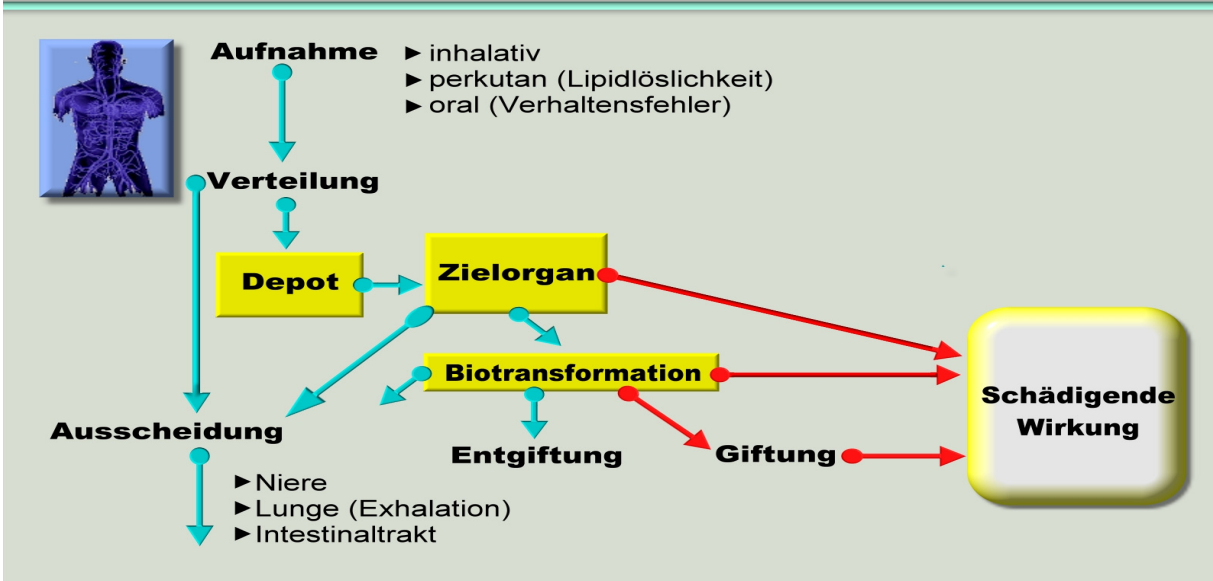 Aufnahme
► inhalativ
► perkutan (Lipidlöslichkeit)
► oral (Verhaltensfehler)
Verteilung
Depot
Zielorgan
Biotransformation
Schädigende
Wirkung
Ausscheidung
Entgiftung
Giftung
► Niere
► Lunge (Exhalation)
► Intestinaltrakt